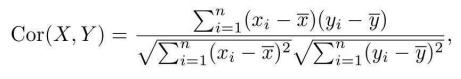 Cor(X, Y) = \frac{\sum_{i=1}^{n}(x_i - \overline{x})(y_i - \overline{y})}{\sqrt{\sum_{i=1}^{n}(x_i - \overline{x})^2}\sqrt{\sum_{i=1}^{n}(y_i - \overline{y})^2}},